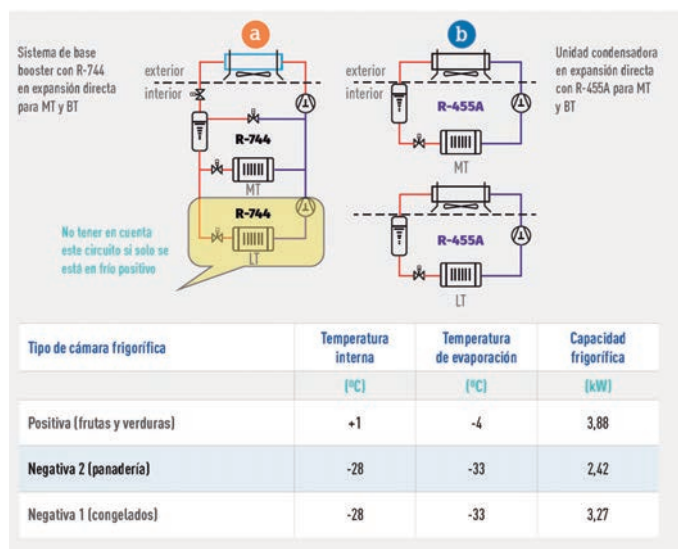 a
b
Sistema de base
booster con R-744
en expansión directa
para MT y BT
exterior
interior
R-744
MT
R-744
LT
No tener en cuenta
este circuito si solo se
está en frío positivo
exterior
interior
R-455A
MT
R-455A
LT
Unidad condensadora
en expansión directa
con R-455A para MT
y BT
Tipo de cámara frigorífica
Temperatura
interna
Temperatura
de evaporación
Capacidad
frigorífica
(ºC)
(ºC)
(kW)
Positiva (frutas y verduras)
+1
-4
3,88
Negativa 2 (panadería)
-28
-33
2,42
Negativa 1 (congelados)
-28
-33
3,27